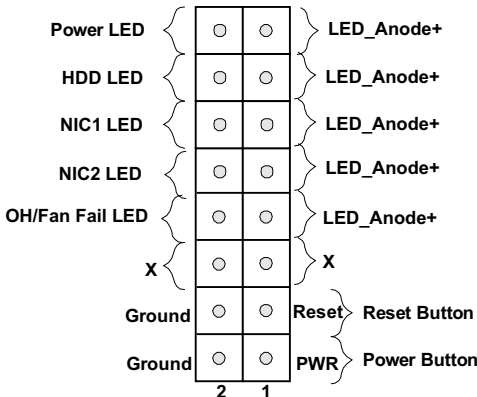 Power LED LED_Anode+
HDD LED LED_Anode+
NIC1 LED LED_Anode+
NIC2 LED LED_Anode+
OH/Fan Fail LED LED_Anode+
X X
Ground Reset Reset Button
Ground PWR Power Button
2 1